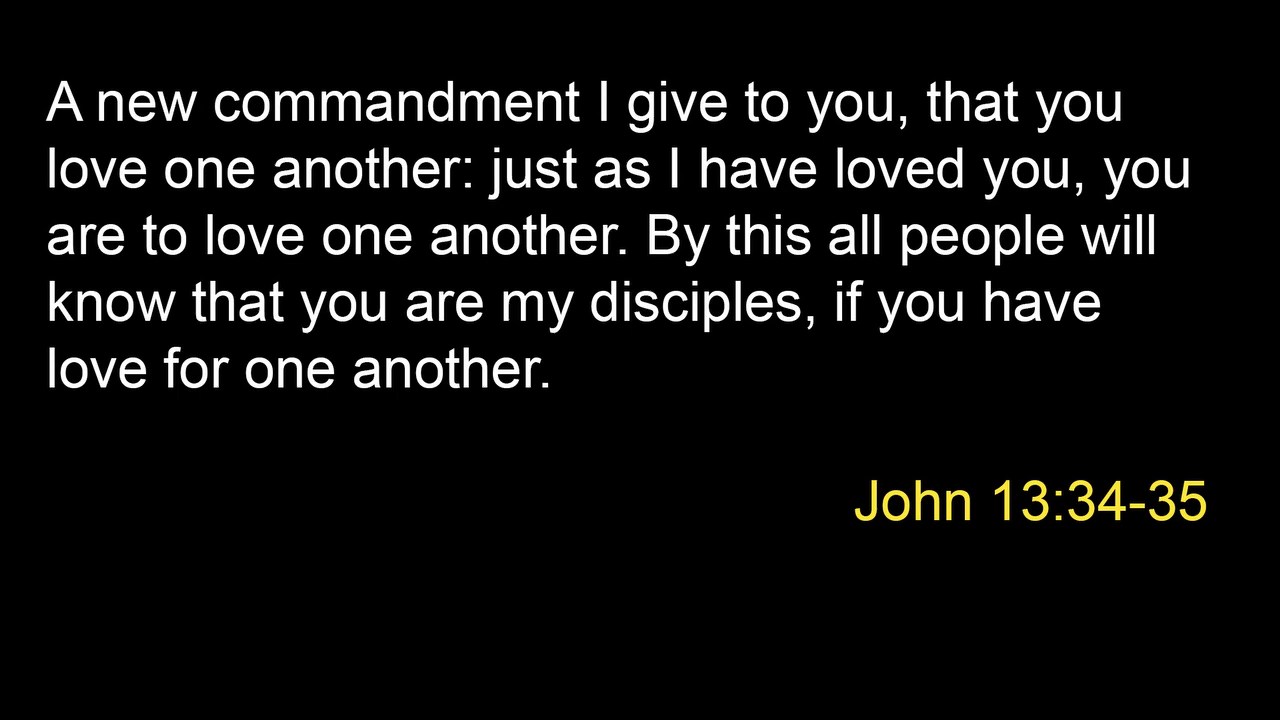 A new commandment I give to you, that you
love one another: just as I have loved you, you
are to love one another. By this all people will
know that you are my disciples, if you have
love for one another.
John 13:34-35